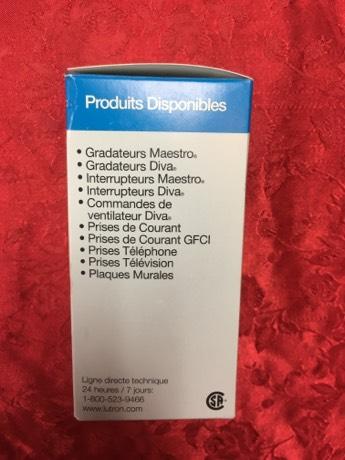 Produits Disponibles
• Gradateurs Maestro®
• Gradateurs Diva®
• Interrupteurs Maestro®
• Interrupteurs Diva®
• Commandes de
ventilateur Diva®
• Prises de Courant
• Prises de Courant GFCI
• Prises Téléphone
• Prises Télévision
• Plaques Murales
Ligne directe technique
24 heures / 7 jours:
1-800-523-9466
www.lutron.com
CSA